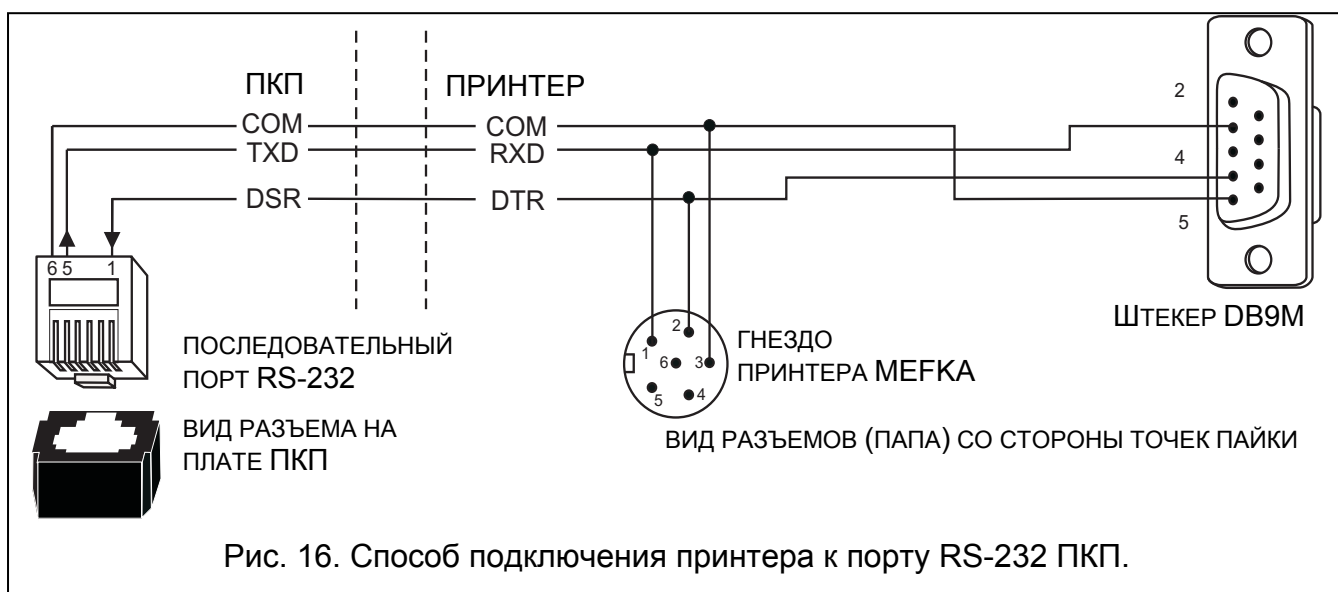 ПКП
ПРИНТЕР
COM
COM
TXD
RXD
DSR
DTR
2
4
5
6 5 1
ШТЕКЕР DB9M
ПОСЛЕДОВАТЕЛЬНЫЙ
ПОРТ RS-232
1
2
3
6
5
4
ГНЕЗДО
ПРИНТЕРА MEFKA
ВИД РАЗЪЕМА НА
ПЛАТЕ ПКП
ВИД РАЗЪЕМОВ (ПАПА) СО СТОРОНЫ ТОЧЕК ПАЙКИ
Рис. 16. Способ подключения принтера к порту RS-232 ПКП.